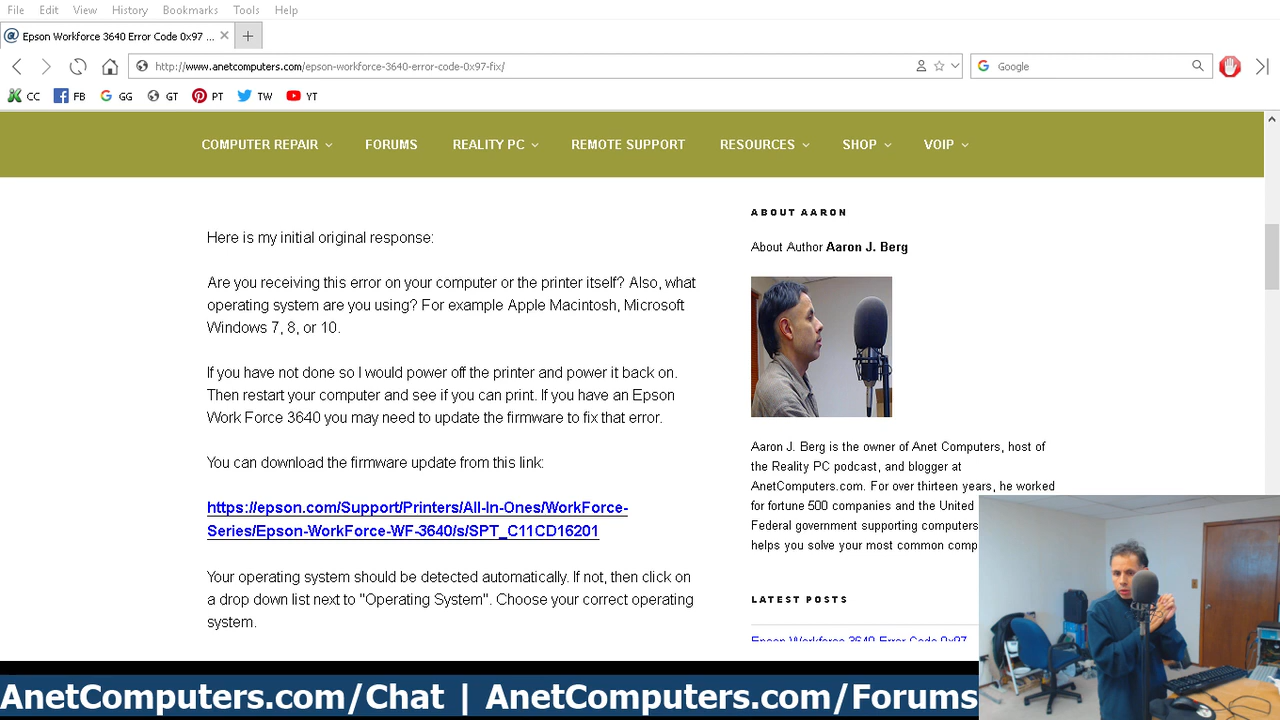 File Edit View History Bookmarks Tools Help
Epson Workforce 3640 Error Code 0x97 ...
http://www.anetcomputers.com/epson-workforce-3640-error-code-0x97-fix/
Google
CC FB GG GT PT TW YT
COMPUTER REPAIR FORUMS REALITY PC REMOTE SUPPORT RESOURCES SHOP VOIP
Here is my initial original response:
Are you receiving this error on your computer or the printer itself? Also, what
operating system are you using? For example Apple Macintosh, Microsoft
Windows 7, 8, or 10.
If you have not done so I would power off the printer and power it back on.
Then restart your computer and see if you can print. If you have an Epson
Work Force 3640 you may need to update the firmware to fix that error.
You can download the firmware update from this link:
https://epson.com/Support/Printers/All-In-Ones/WorkForce-
Series/Epson-WorkForce-WF-3640/s/SPT_C11CD16201
Your operating system should be detected automatically. If not, then click on
a drop down list next to "Operating System". Choose your correct operating
system.
ABOUT AARON
About Author Aaron J. Berg
Aaron J. Berg is the owner of Anet Computers, host of
the Reality PC podcast, and blogger at
AnetComputers.com. For over thirteen years, he worked
for fortune 500 companies and the United
Federal government supporting computers
helps you solve your most common comp
LATEST POSTS
Epson Workforce 3640 Error Code 0x97
AnetComputers.com/Chat | AnetComputers.com/Forums